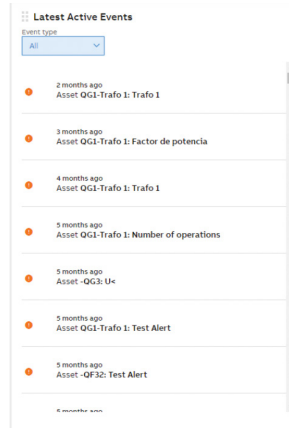 Latest Active Events
Event type
All
2 months ago
Asset QG1-Trafo 1: Trafo 1
3 months ago
Asset QG1-Trafo 1: Factor de potencia
4 months ago
Asset QG1-Trafo 1: Trafo 1
5 months ago
Asset QG1-Trafo 1: Number of operations
5 months ago
Asset -QG3: U<
5 months ago
Asset QG1-Trafo 1: Test Alert
5 months ago
Asset -QF32: Test Alert
5 months ago